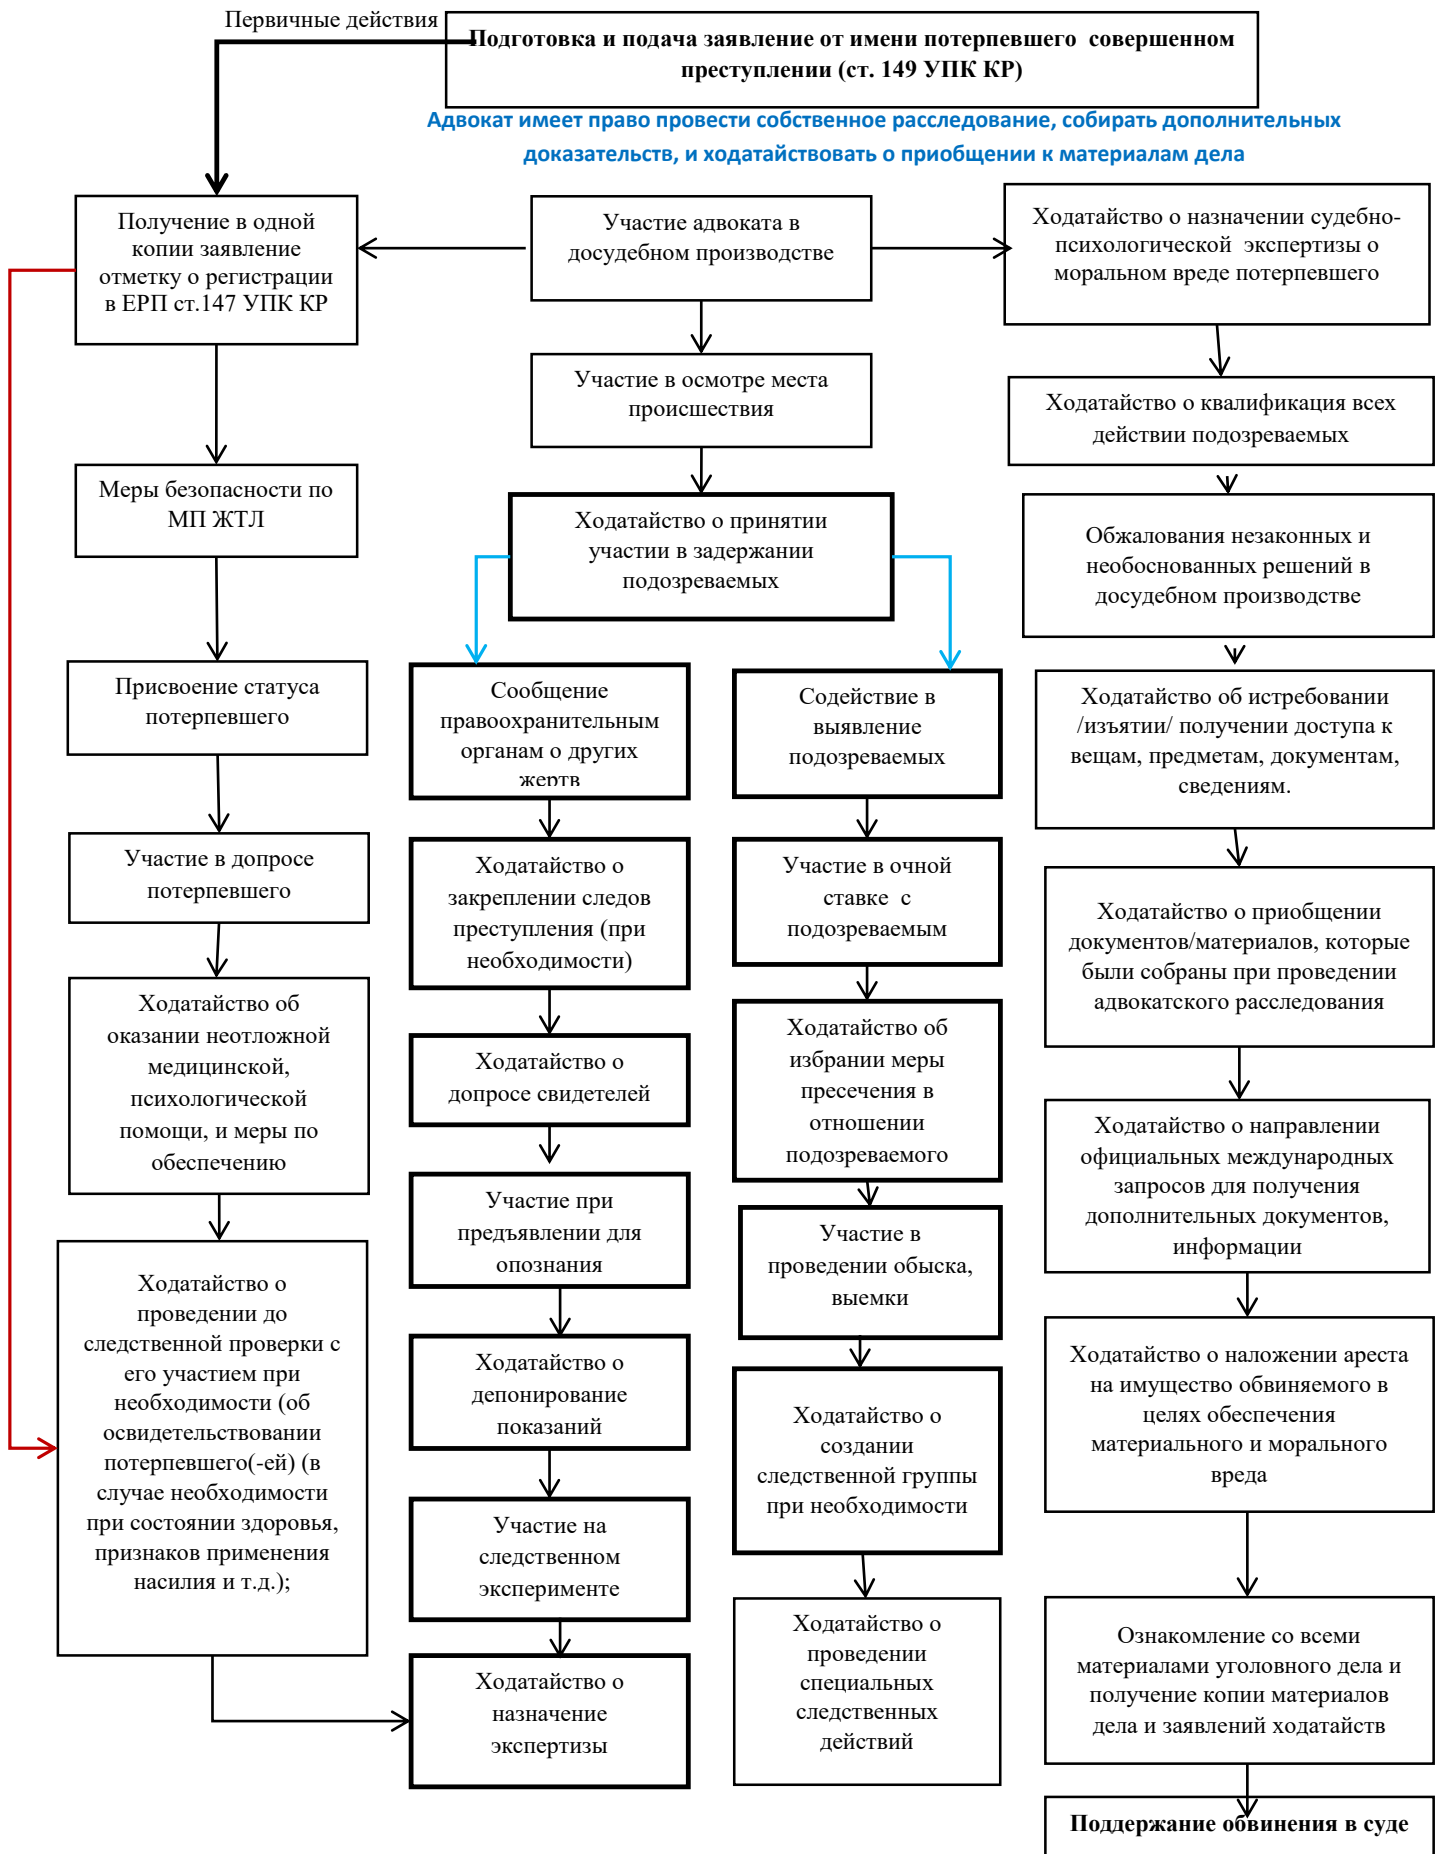 Первичные действия
Подготовка и подача заявление от имени потерпевшего совершенном
преступлении (ст. 149 УПК КР)
Адвокат имеет право провести собственное расследование, собирать дополнительных
доказательств, и ходатайствовать о приобщении к материалам дела
Получение в одной
копии заявление
отметку о регистрации
в ЕРП ст.147 УПК КР
Меры безопасности по
МП ЖТЛ
Присвоение статуса
потерпевшего
Участие в допросе
потерпевшего
Ходатайство об
оказании неотложной
медицинской,
психологической
помощи, и меры по
обеспечению
Ходатайство о
проведении до
следственной проверки с
его участием при
необходимости (об
освидетельствовании
потерпевшего(-ей) (в
случае необходимости
при состоянии здоровья,
признаков применения
насилия и т.д.);
Участие адвоката в
досудебном производстве
Участие в осмотре места
происшествия
Ходатайство о принятии
участии в задержании
подозреваемых
Сообщение
правоохранительным
органам о других
жертв
Ходатайство о
закреплении следов
преступления (при
необходимости)
Ходатайство о
допросе свидетелей
Участие при
предъявлении для
опознания
Ходатайство о
депонирование
показаний
Участие на
следственном
эксперименте
Ходатайство о
назначение
экспертизы
Содействие в
выявление
подозреваемых
Участие в очной
ставке с
подозреваемым
Ходатайство об
избрании меры
пресечения в
отношении
подозреваемого
Участие в
проведении обыска,
выемки
Ходатайство о
создании
следственной группы
при необходимости
Ходатайство о
проведении
специальных
следственных
действий
Ходатайство о назначении судебно-
психологической экспертизы о
моральном вреде потерпевшего
Ходатайство о квалификация всех
действии подозреваемых
Обжалования незаконных и
необоснованных решений в
досудебном производстве
Ходатайство об истребовании
/изъятии/ получении доступа к
вещам, предметам, документам,
сведениям.
Ходатайство о приобщении
документов/материалов, которые
были собраны при проведении
адвокатского расследования
Ходатайство о направлении
официальных международных
запросов для получения
дополнительных документов,
информации
Ходатайство о наложении ареста
на имущество обвиняемого в
целях обеспечения
материального и морального
вреда
Ознакомление со всеми
материалами уголовного дела и
получение копии материалов
дела и заявлений ходатайств
Поддержание обвинения в суде